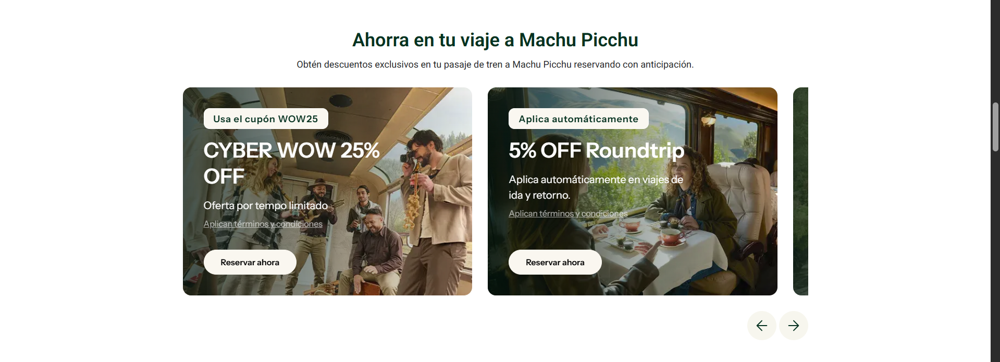 Ahorra en tu viaje a Machu Picchu
Obtén descuentos exclusivos en tu pasaje de tren a Machu Picchu reservando con anticipación.
Usa el cupón WOW25
CYBER WOW 25%
OFF
Oferta por tempo limitado
Aplican términos y condiciones
Reservar ahora
Aplica automáticamente
5% OFF Roundtrip
Aplica automáticamente en viajes de
ida y retorno.
Aplican términos y condiciones
Reservar ahora